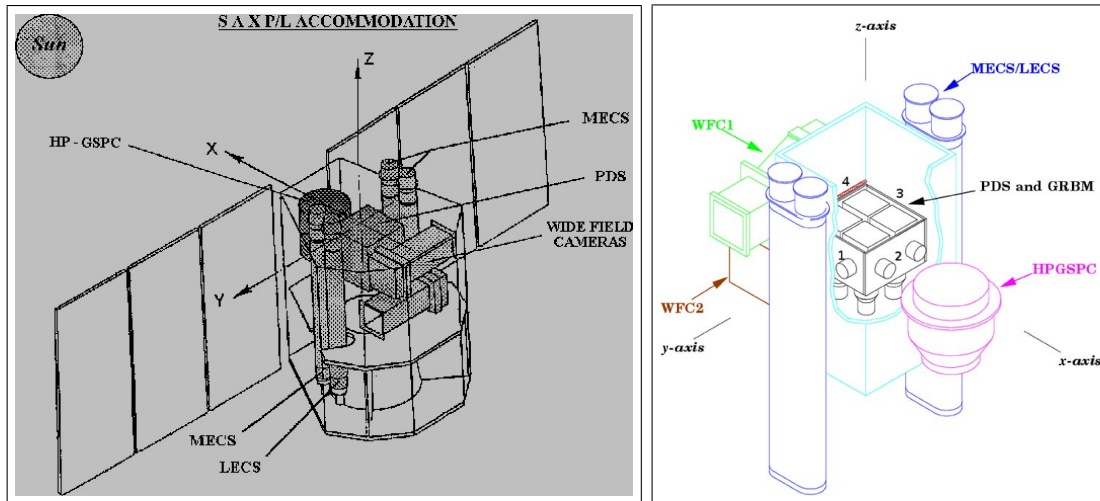 S A X P/L ACCOMMODATION
Sun
Z
MECS
HP - GSPC
X
PDS
WIDE FIELD
CAMERAS
Y
MECS
LECS
z-axis
MECS/LECS
WFC1
4
3
PDS and GRBM
1
2
HPGSPC
WFC2
y-axis
x-axis